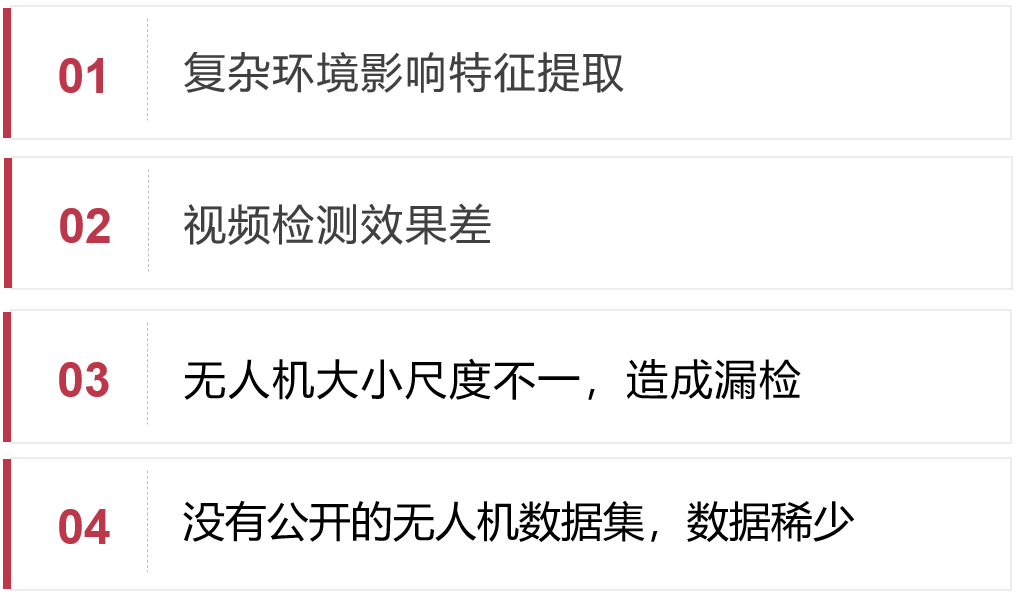 01 复杂环境影响特征提取
02 视频检测效果差
03 无人机大小尺度不一，造成漏检
04 没有公开的无人机数据集，数据稀少